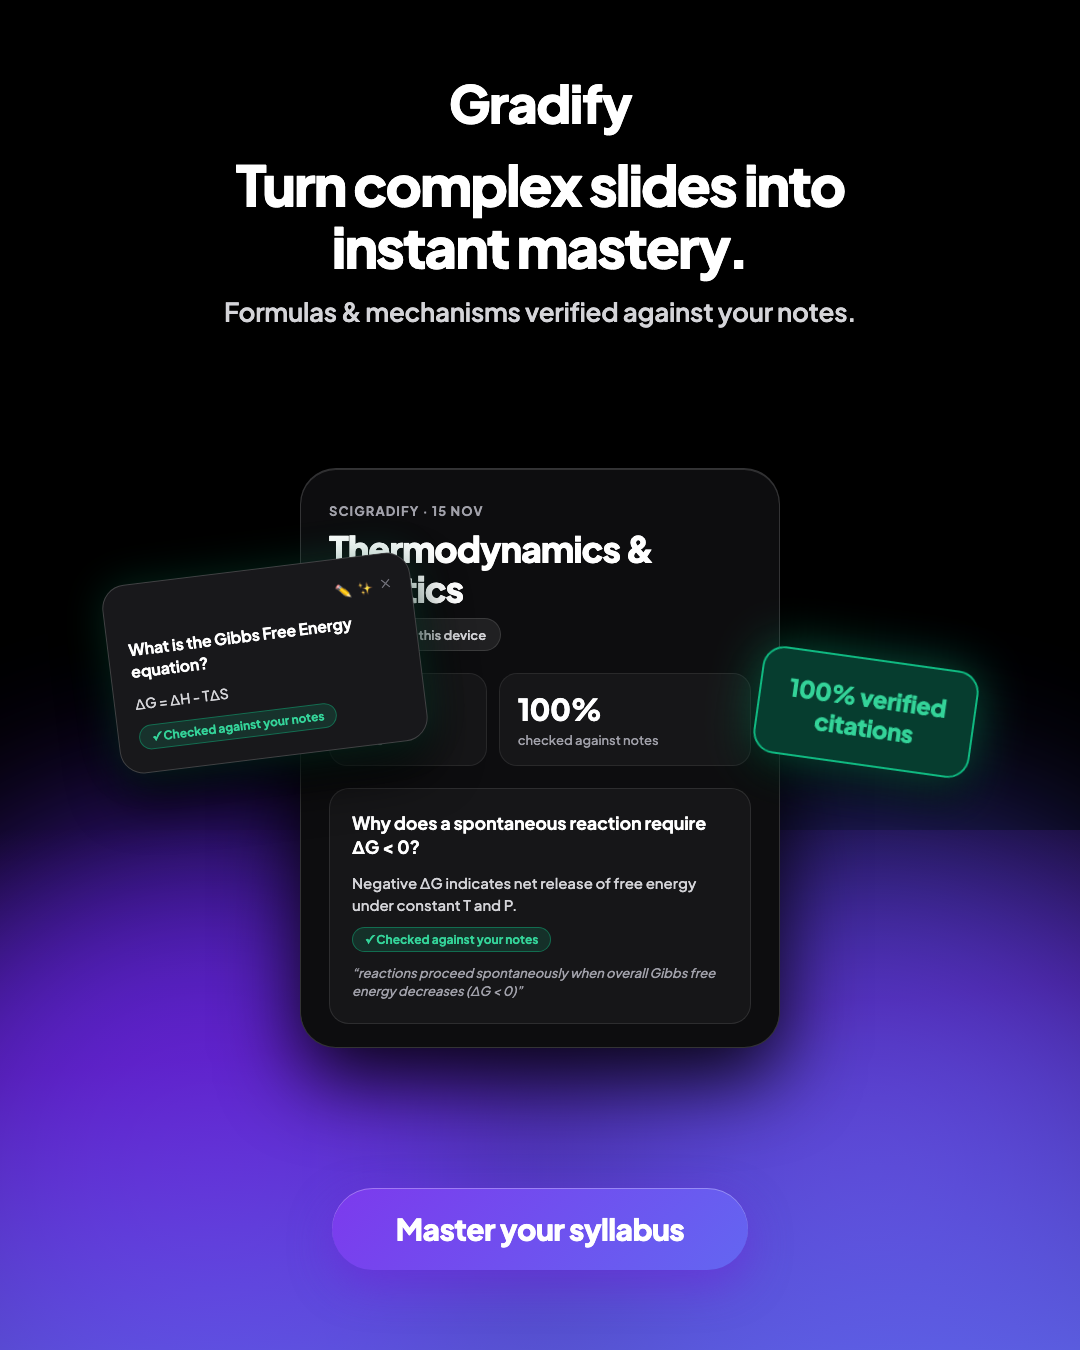 Gradify
Turn complex slides into
instant mastery.
Formulas & mechanisms verified against your notes.
SCIGRADIFY · 15 NOV
Thermodynamics &
tics
this device
What is the Gibbs Free Energy
equation?
ΔG = ΔH - TΔS
✓Checked against your notes
100%
checked against notes
100% verified
citations
Why does a spontaneous reaction require
ΔG < 0?
Negative ΔG indicates net release of free energy
under constant T and P.
✓Checked against your notes
“reactions proceed spontaneously when overall Gibbs free
energy decreases (ΔG < 0)”
Master your syllabus